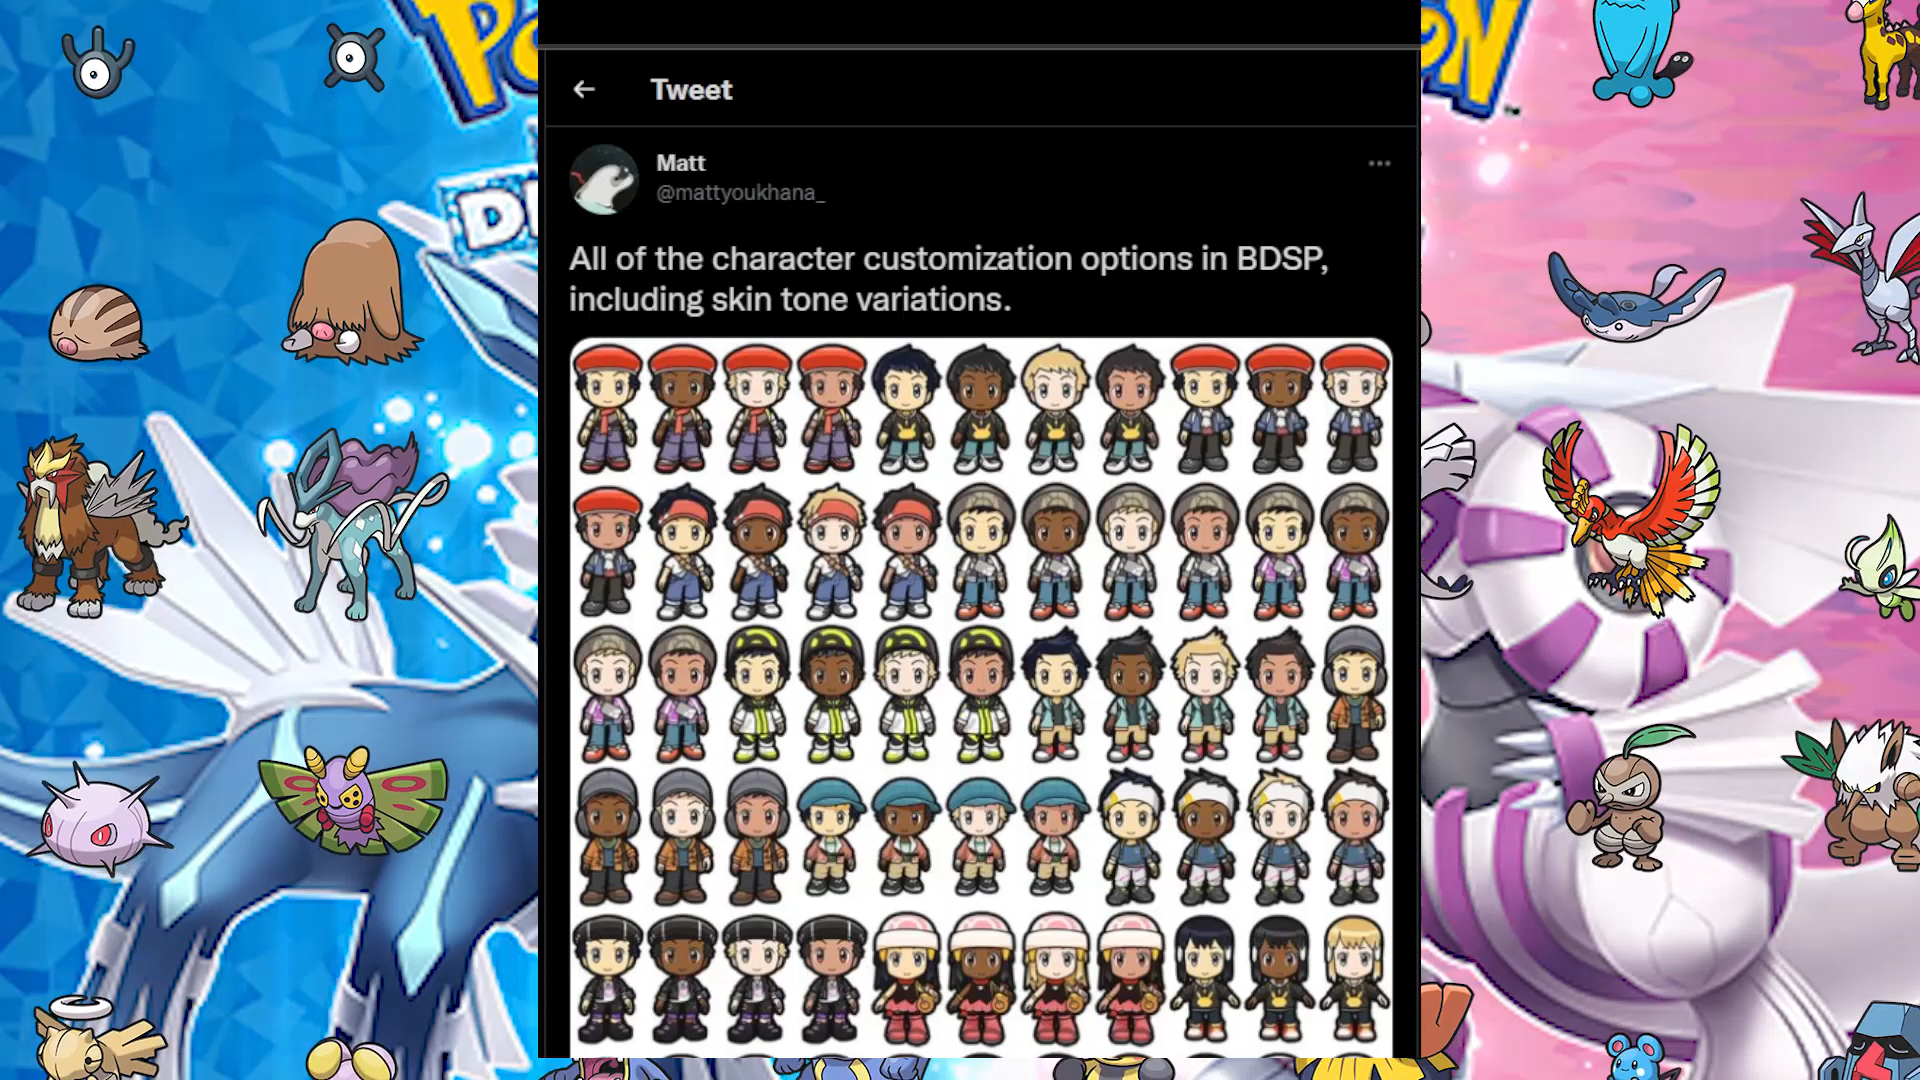 Tweet
Matt
@mattyoukhana_
All of the character customization options in BDSP,
including skin tone variations.